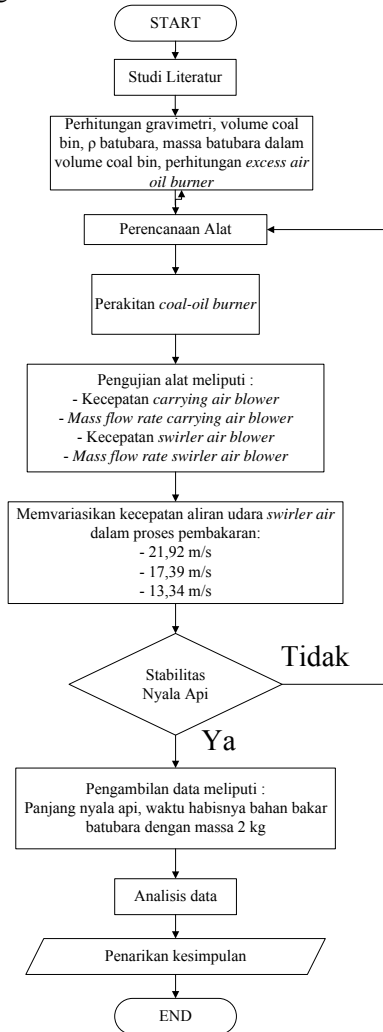 START
Studi Literatur
Perhitungan gravimetri, volume coal
bin, ρ batubara, massa batubara dalam
volume coal bin, perhitungan excess air
oil burner
Perencanaan Alat
Perakitan coal-oil burner
Pengujian alat meliputi :
- Kecepatan carrying air blower
- Mass flow rate carrying air blower
- Kecepatan swirler air blower
- Mass flow rate swirler air blower
Memvariasikan kecepatan aliran udara swirler air
dalam proses pembakaran:
- 21,92 m/s
- 17,39 m/s
- 13,34 m/s
Stabilitas
Nyala Api
Tidak
Ya
Pengambilan data meliputi :
Panjang nyala api, waktu habisnya bahan bakar
batubara dengan massa 2 kg
Analisis data
Penarikan kesimpulan
END